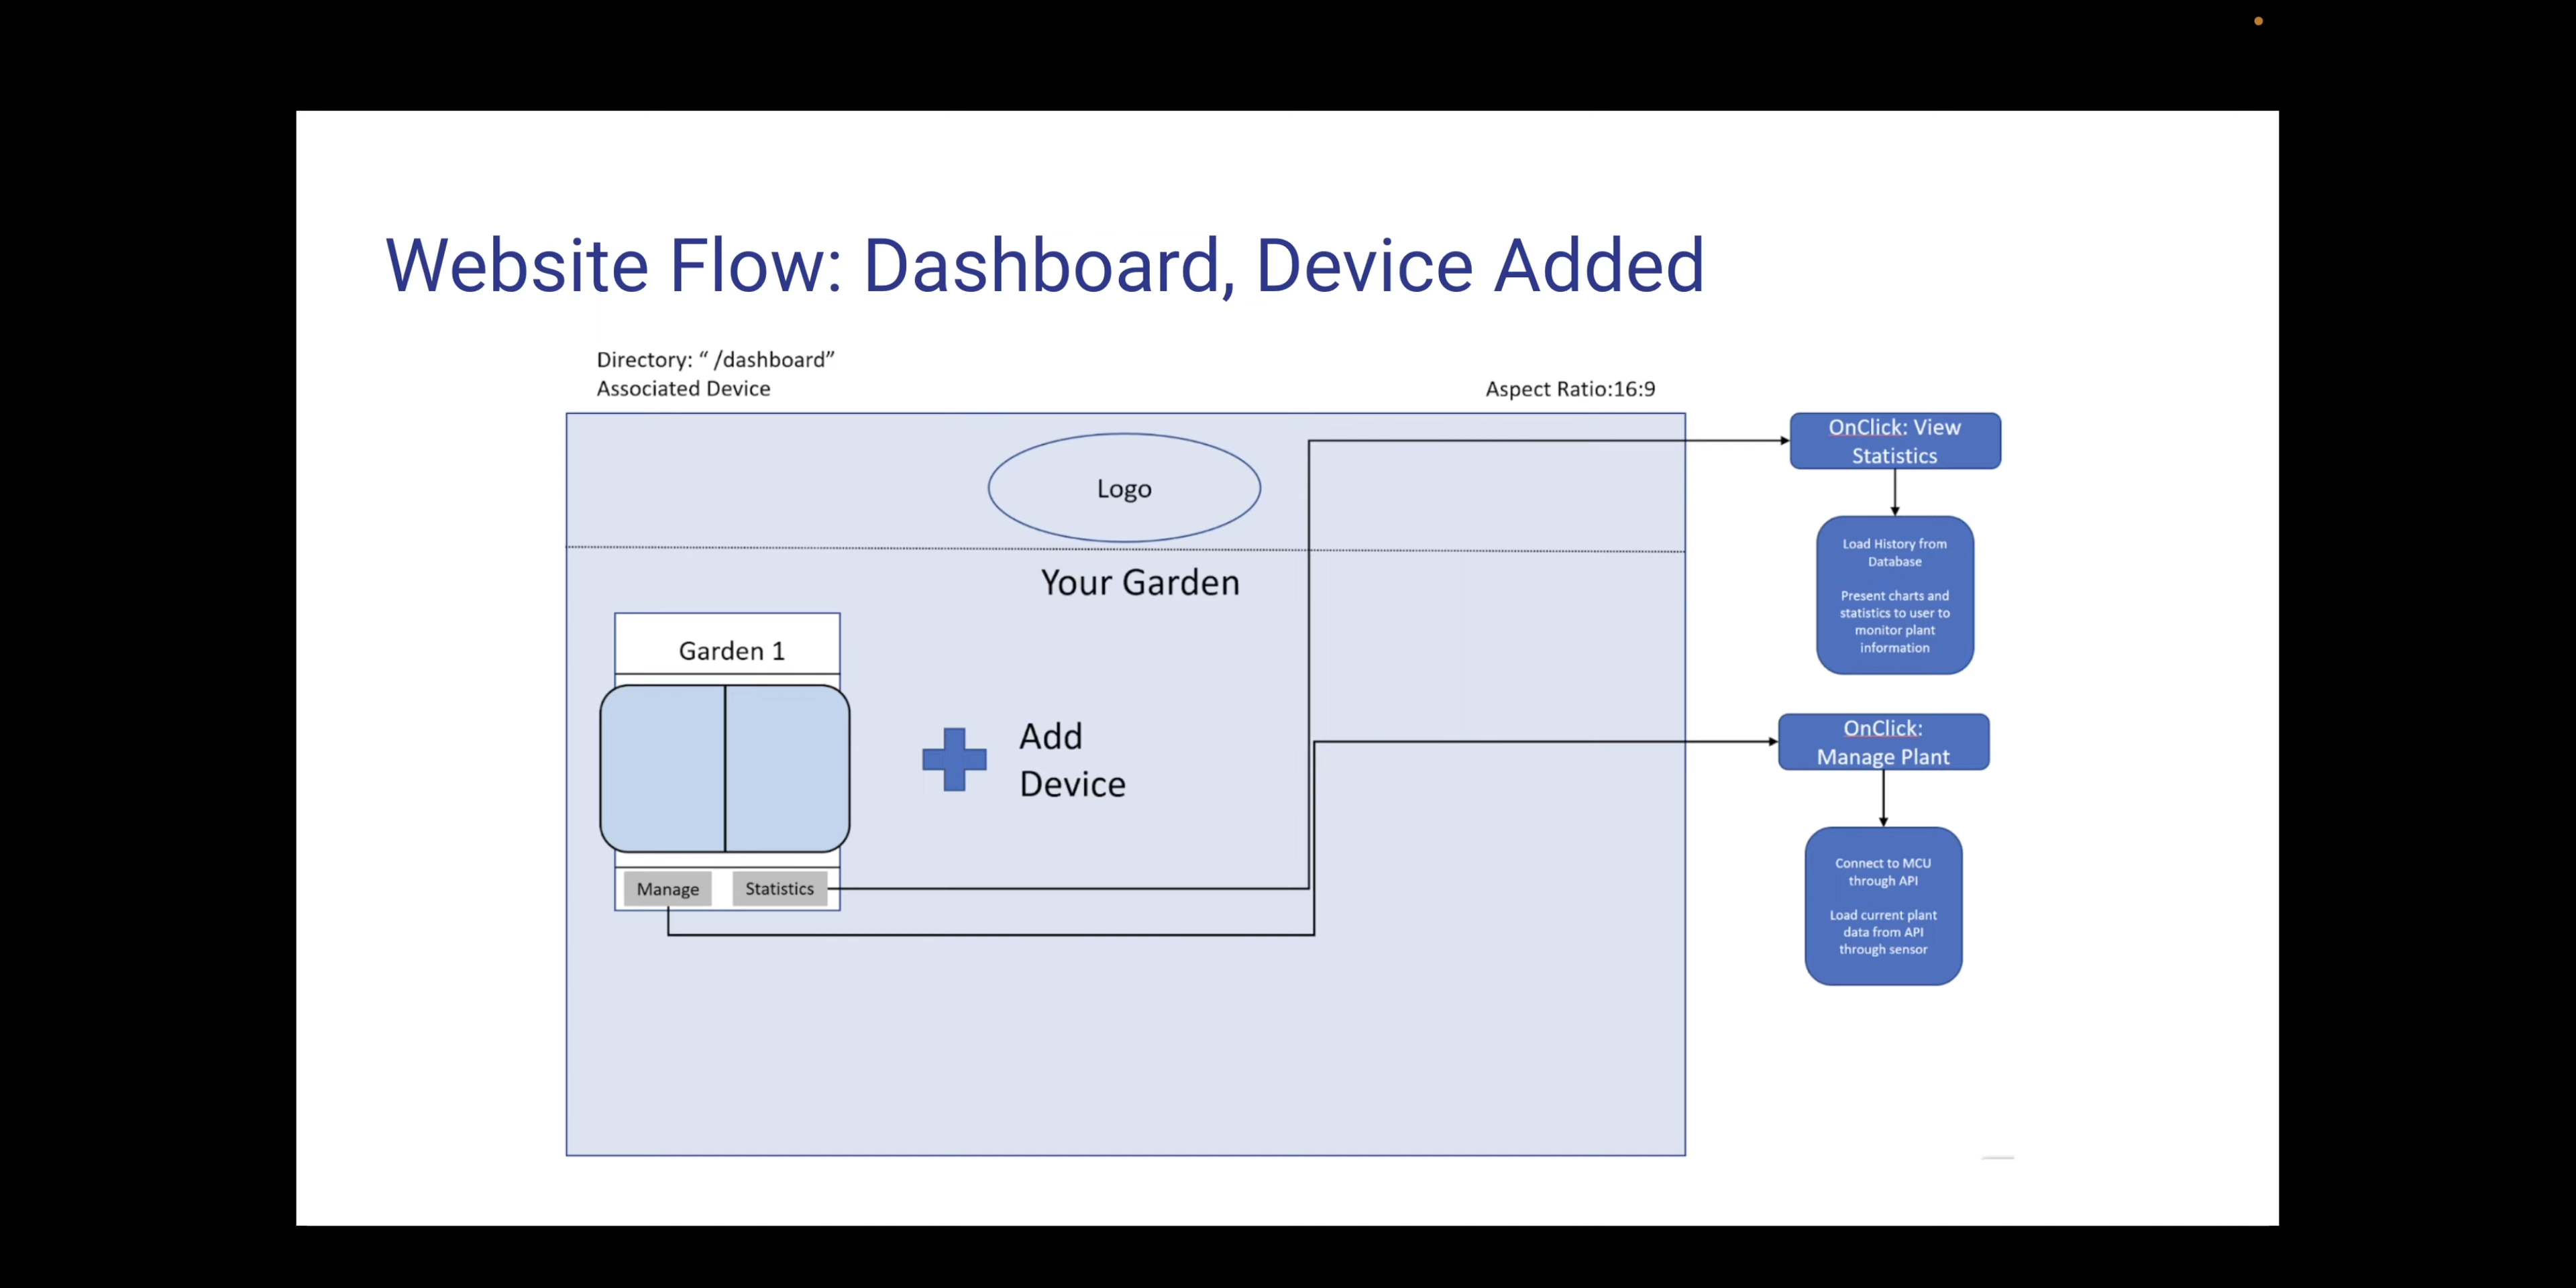 Website Flow: Dashboard, Device Added
Directory: “ /dashboard”
Associated Device
Aspect Ratio:16:9
Logo
Your Garden
Garden 1
Add
Device
Manage
Statistics
OnClick: View
Statistics
Load History from
Database
Present charts and
statistics to user to
monitor plant
information
OnClick:
Manage Plant
Connect to MCU
through API
Load current plant
data from API
through sensor